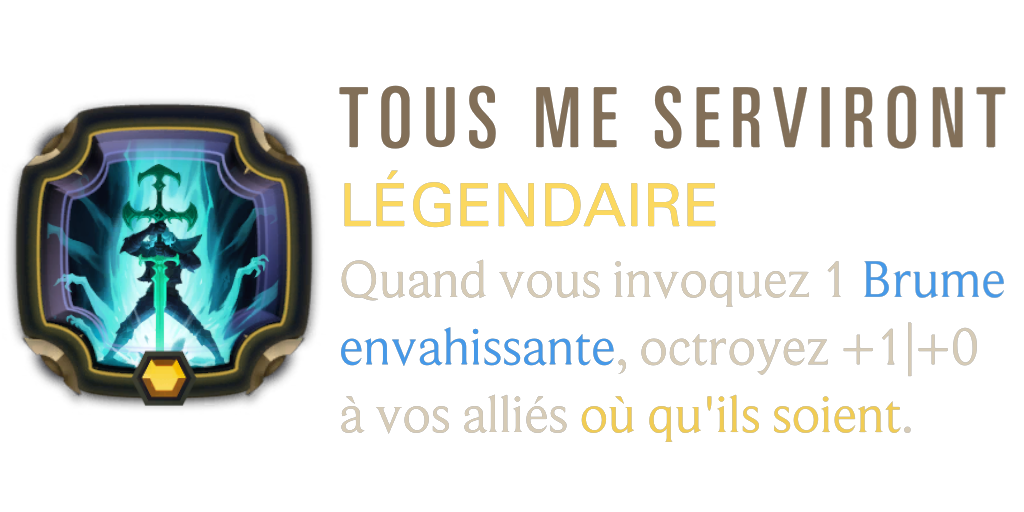 TOUS ME SERVIRONT
LÉGENDAIRE
Quand vous invoquez 1 Brume
envahissante, octroyez +1|+0
à vos alliés où qu'ils soient.